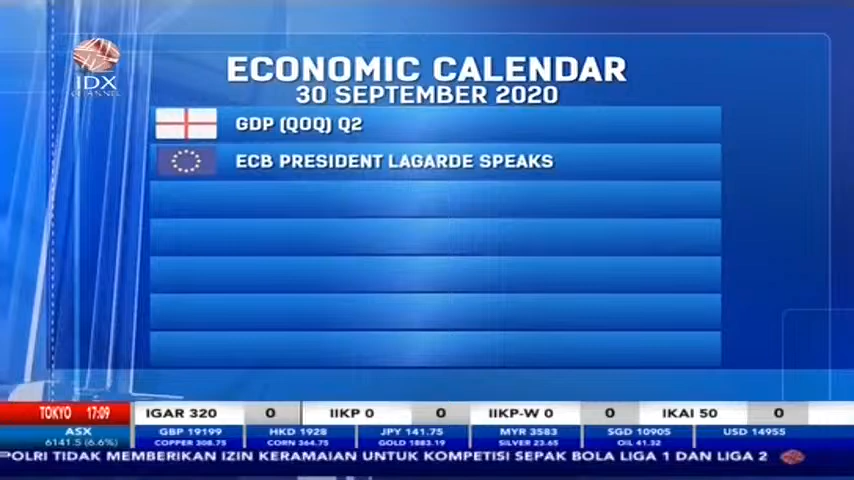 IDX
CHANNEL
ECONOMIC CALENDAR
30 SEPTEMBER 2020
GDP (QOQ) Q2
ECB PRESIDENT LAGARDE SPEAKS
TOKYO 17:09 IGAR 320 0 IIKP 0 0 IIKP-W 0 0 IKAI 50 0
ASX GBP 19199 HKD 1928 JPY 141.75 MYR 3583 SGD 10905 USD 14955
6141.5 (6.6%) COPPER 308.75 CORN 364.75 GOLD 1883.19 SILVER 23.65 OIL 41.32
POLRI TIDAK MEMBERIKAN IZIN KERAMAIAN UNTUK KOMPETISI SEPAK BOLA LIGA 1 DAN LIGA 2